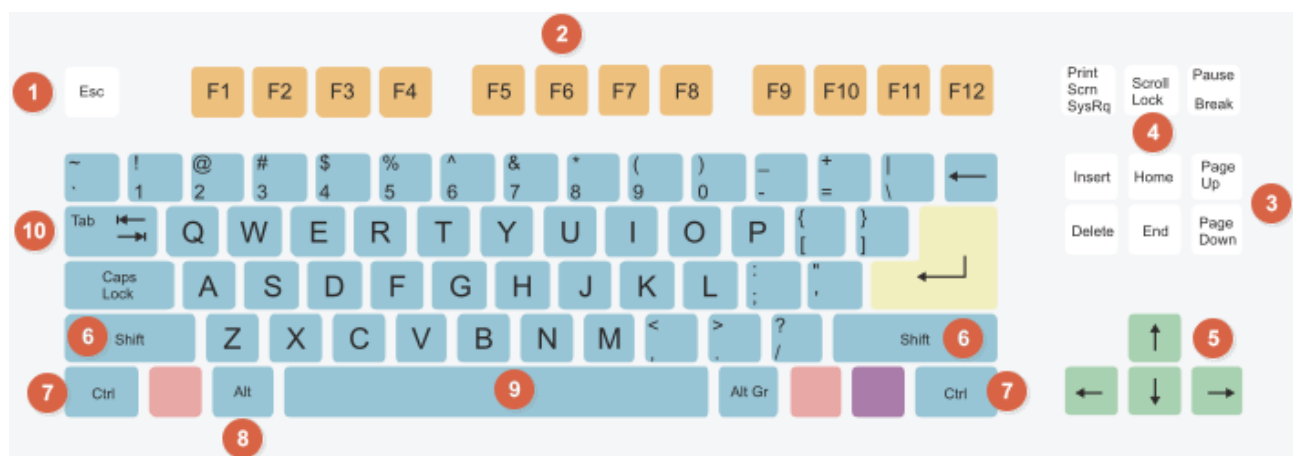 2
1 Esc F1 F2 F3 F4 F5 F6 F7 F8 F9 F10 F11 F12
Print
Scrn
SysRq
Scroll
Lock
Pause
Break
4
~ ! @ # $ % ^ & * ( ) _ + |
` 1 2 3 4 5 6 7 8 9 0 - = \ ←
Insert Home
Page
Up
3
10 Tab Q W E R T Y U I O P
{ }
[ ]
Delete End
Page
Down
Caps
Lock
A S D F G H J K L
: "
; '
6 Shift Z X C V B N M
< > ?
, . /
Shift 6
↑ 5
7 Ctrl Alt 9 Alt Gr Ctrl 7
← ↓ →
8